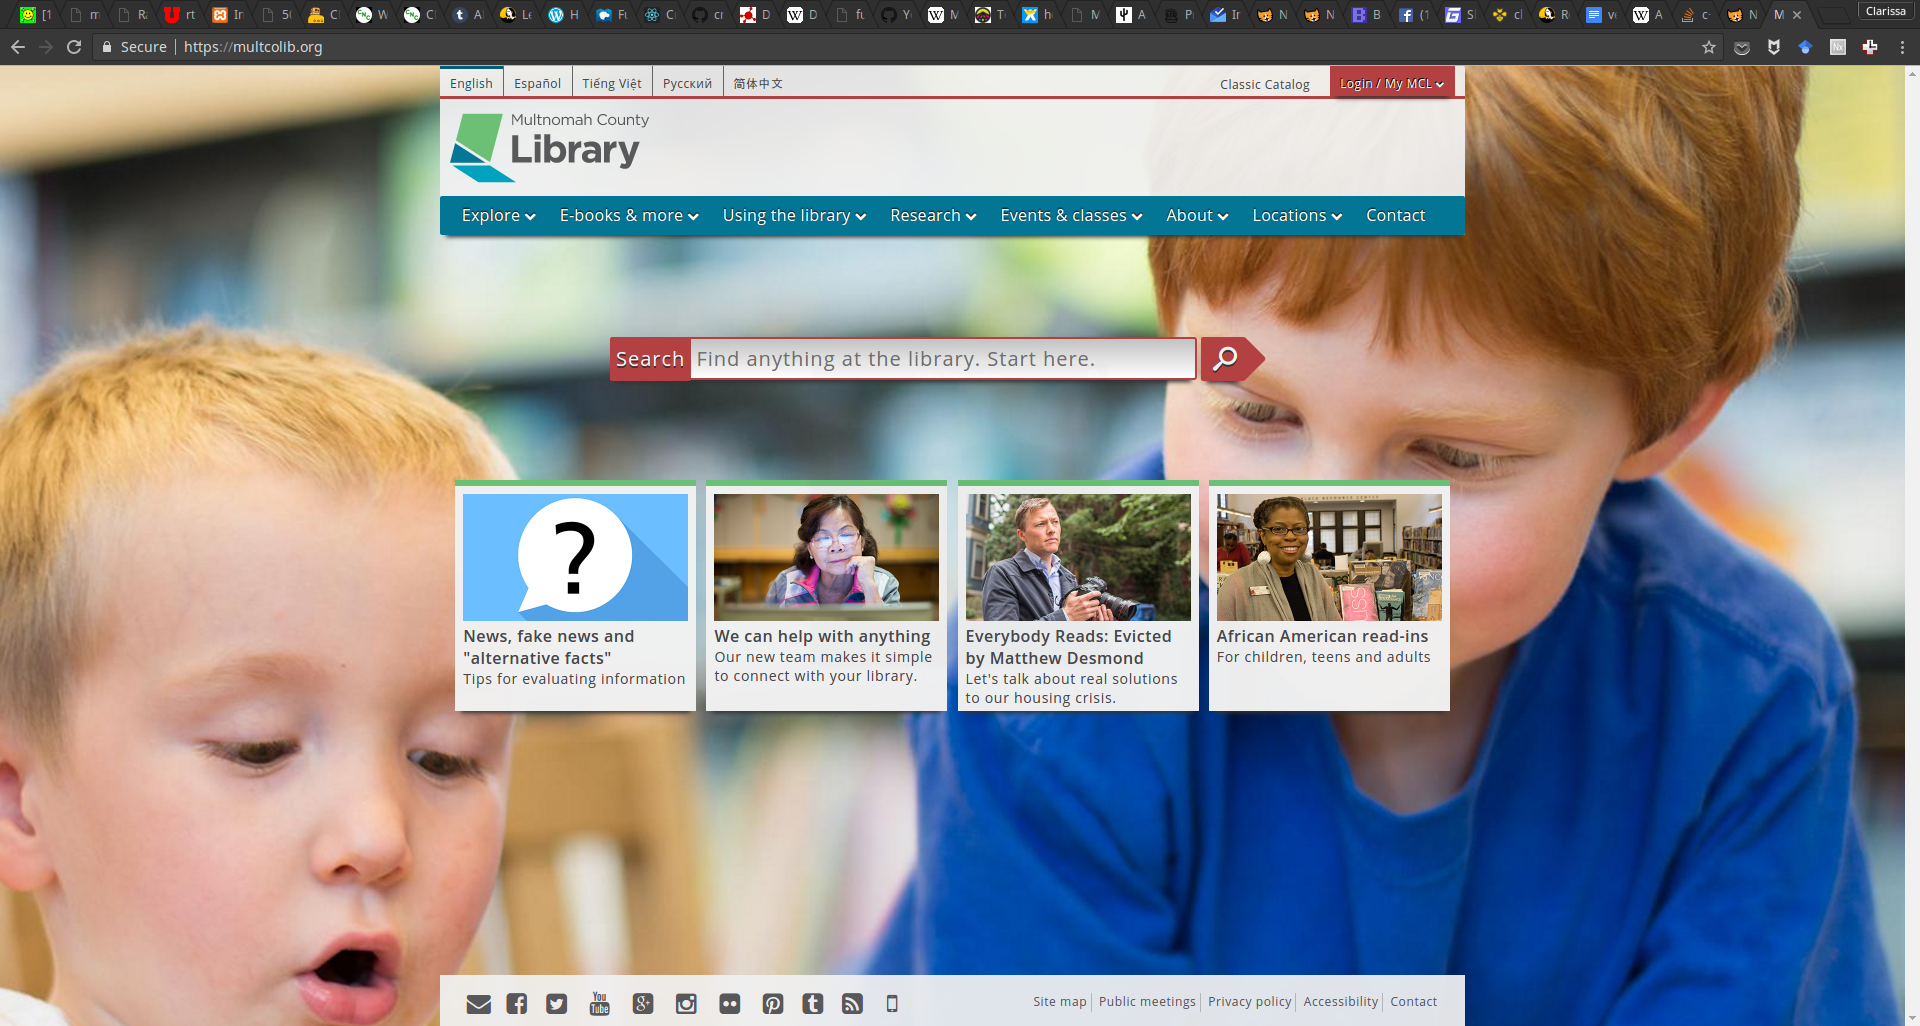 Clarissa
Secure https://multcolib.org
English Español Tiếng Việt Русский 简体中文 Classic Catalog Login / My MCL
Multnomah County
Library
Explore E-books & more Using the library Research Events & classes About Locations Contact
Search Find anything at the library. Start here.
?
News, fake news and
"alternative facts"
Tips for evaluating information
We can help with anything
Our new team makes it simple
to connect with your library.
Everybody Reads: Evicted
by Matthew Desmond
Let's talk about real solutions
to our housing crisis.
African American read-ins
For children, teens and adults
You
Tube
Site map Public meetings Privacy policy Accessibility Contact